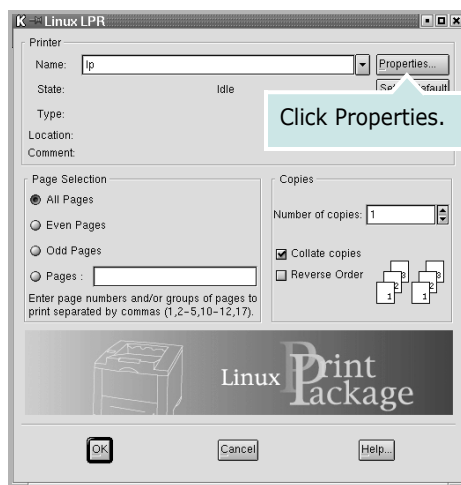 Linux LPR
Printer
Name: lp Properties...
State: Idle
Click Properties.
Type:
Location:
Comment:
Page Selection
All Pages
Even Pages
Odd Pages
Pages :
Enter page numbers and/or groups of pages to
print separated by commas (1,2-5,10-12,17).
Copies
Number of copies: 1
Collate copies
Reverse Order
1 2 3 1 2 3
Linux Print
Package
OK Cancel Help...